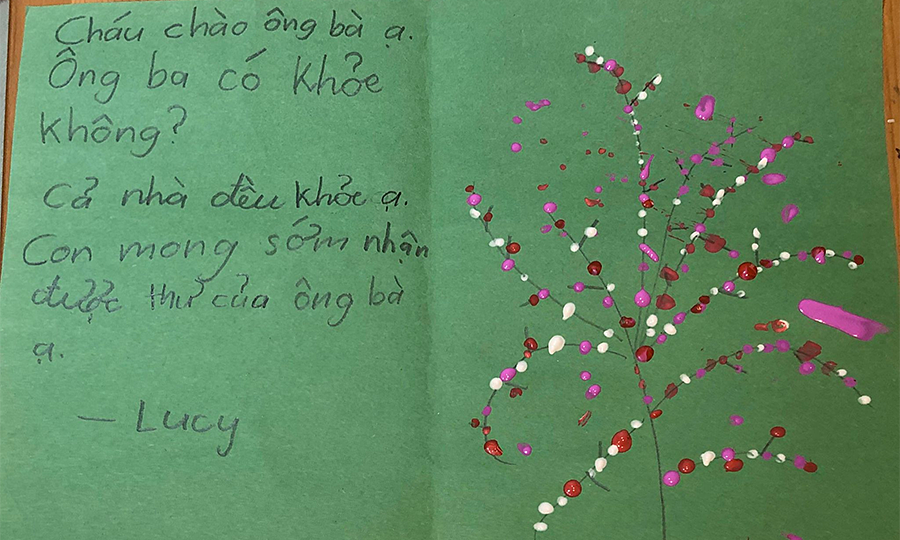 Cháu chào ông bà ạ.
Ông ba có khỏe
không?
Cả nhà đều khỏe ạ.
Con mong sớm nhận
được thư của ông bà
ạ.
— Lucy